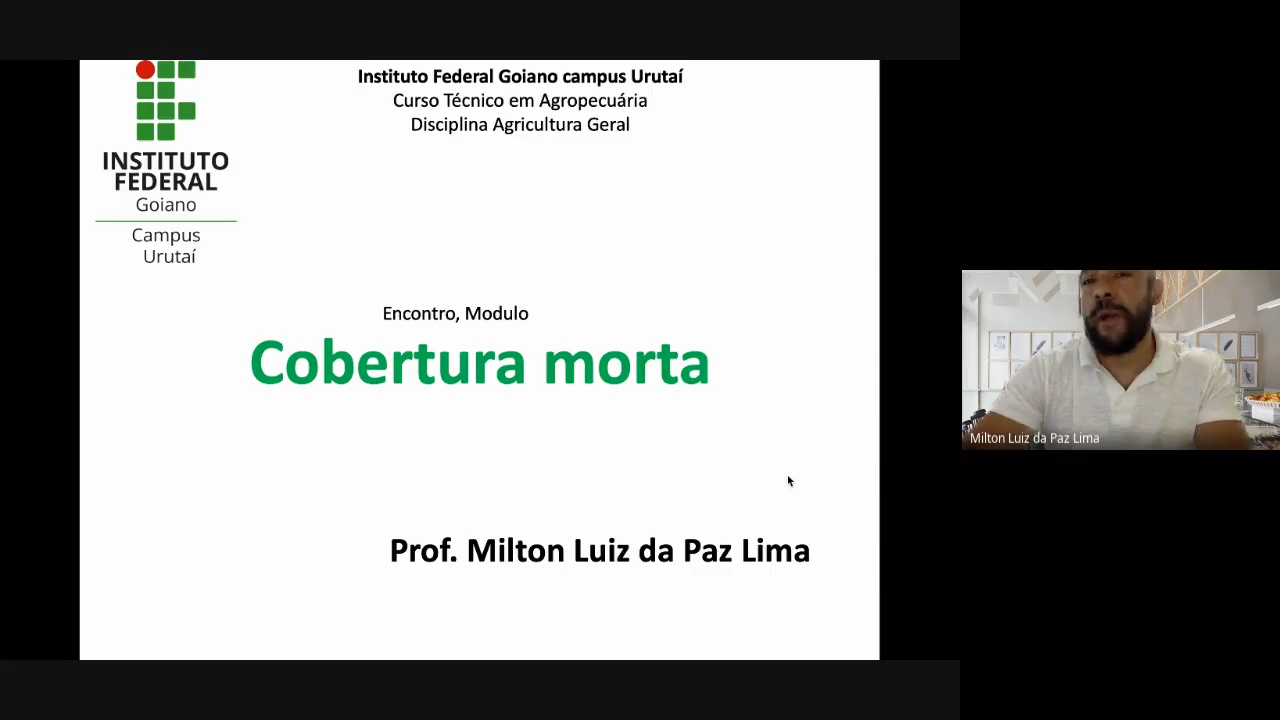 Instituto Federal Goiano campus Urutaí
Curso Técnico em Agropecuária
Disciplina Agricultura Geral
INSTITUTO
FEDERAL
Goiano
Campus
Urutaí
Encontro, Modulo
Cobertura morta
Prof. Milton Luiz da Paz Lima
Milton Luiz da Paz Lima